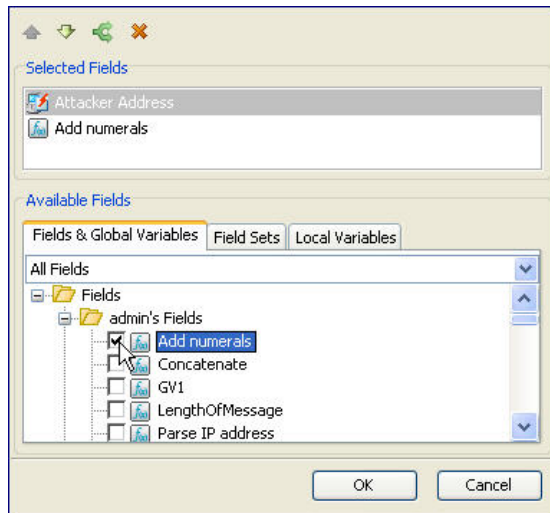 Selected Fields
Attacker Address
Add numerals
Available Fields
Fields & Global Variables Field Sets Local Variables
All Fields
Fields
admin's Fields
Add numerals
Concatenate
GV1
LengthOfMessage
Parse IP address
OK Cancel